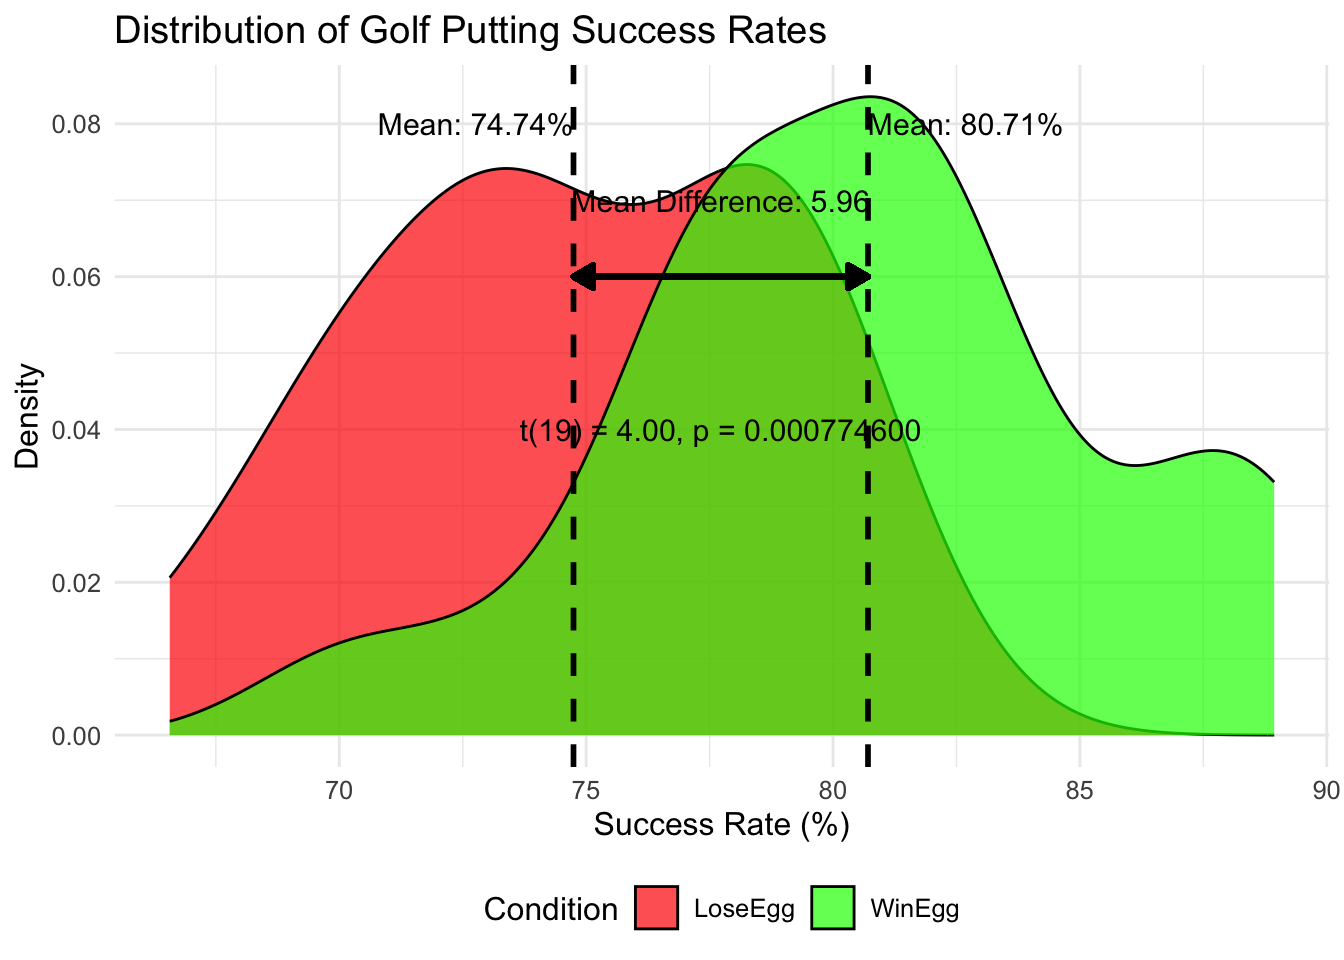 Distribution of Golf Putting Success Rates
Mean: 74.74%
Mean: 80.71%
Mean Difference: 5.96
t(19) = 4.00, p = 0.000774600
Density
0.08
0.06
0.04
0.02
0.00
70 75 80 85 90
Success Rate (%)
Condition LoseEgg WinEgg